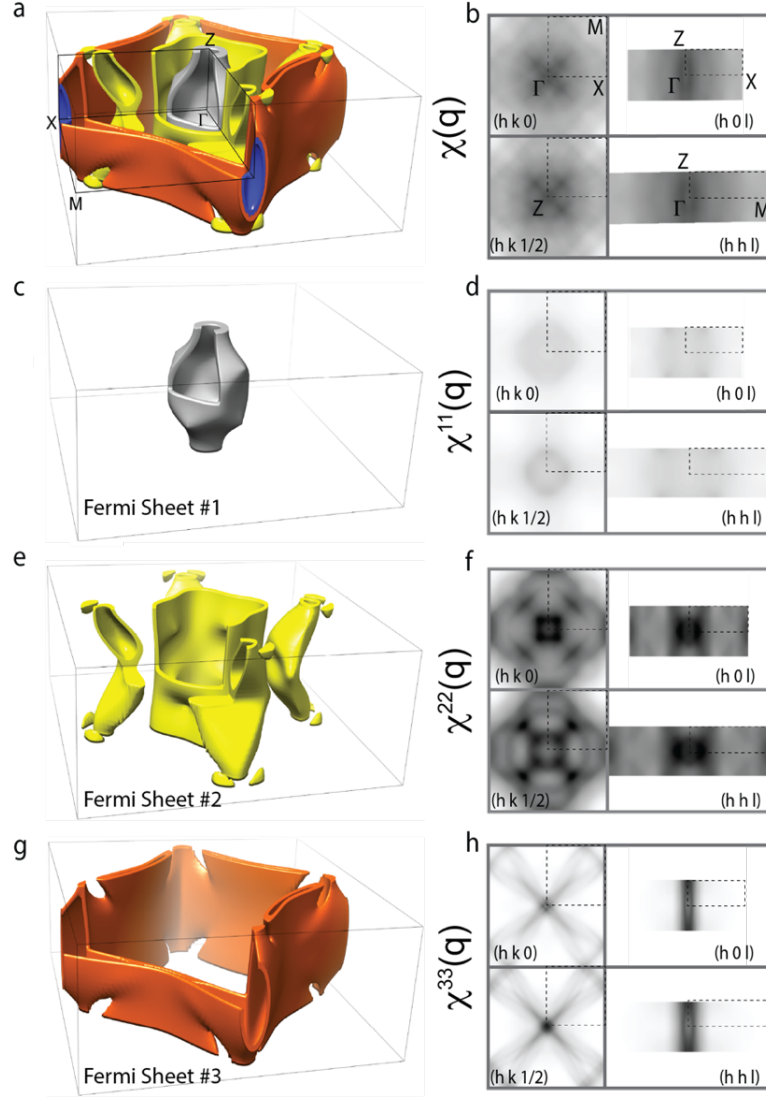 a
Z
Γ
X
M
b
χ(q)
M
Γ
X
(h k 0)
Z
Γ
X
(h 0 l)
Z
(h k 1/2)
Z
Γ
M
(h h l)
c
Fermi Sheet #1
d
χ¹¹(q)
(h k 0)
(h 0 l)
(h k 1/2)
(h h l)
e
Fermi Sheet #2
f
χ²²(q)
(h k 0)
(h 0 l)
(h k 1/2)
(h h l)
g
Fermi Sheet #3
h
χ³³(q)
(h k 0)
(h 0 l)
(h k 1/2)
(h h l)